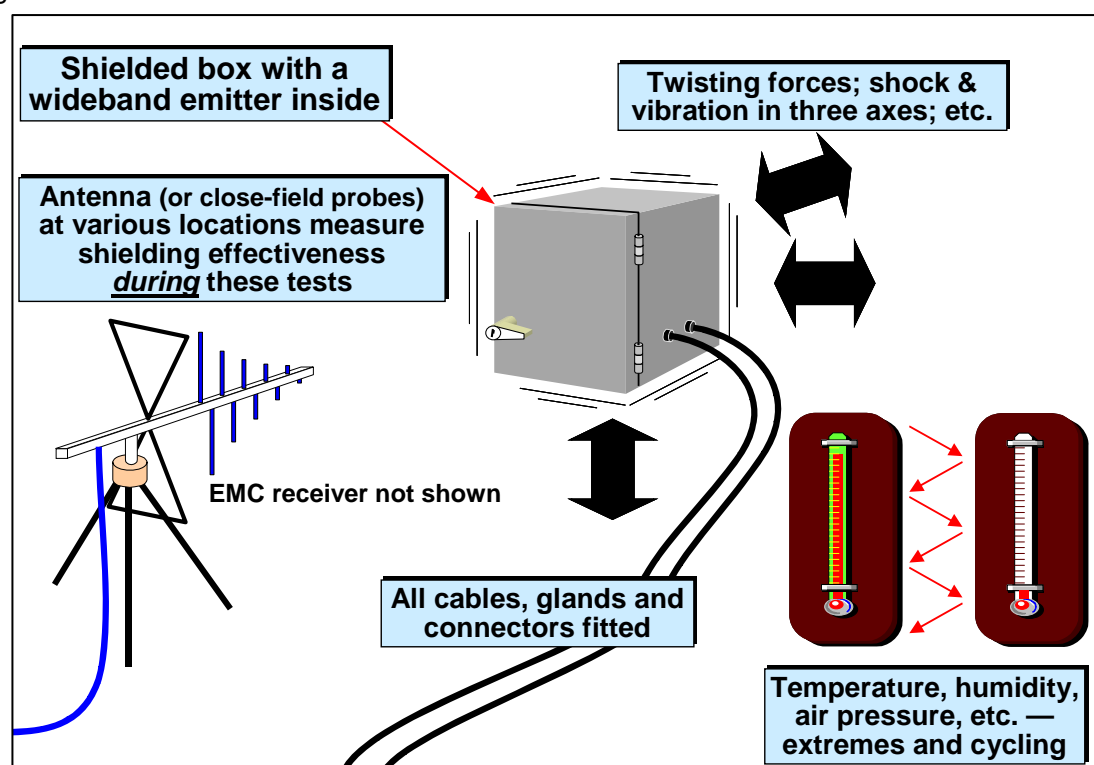 Shielded box with a
wideband emitter inside
Twisting forces; shock &
vibration in three axes; etc.
Antenna (or close-field probes)
at various locations measure
shielding effectiveness
during these tests
EMC receiver not shown
All cables, glands and
connectors fitted
Temperature, humidity,
air pressure, etc. —
extremes and cycling